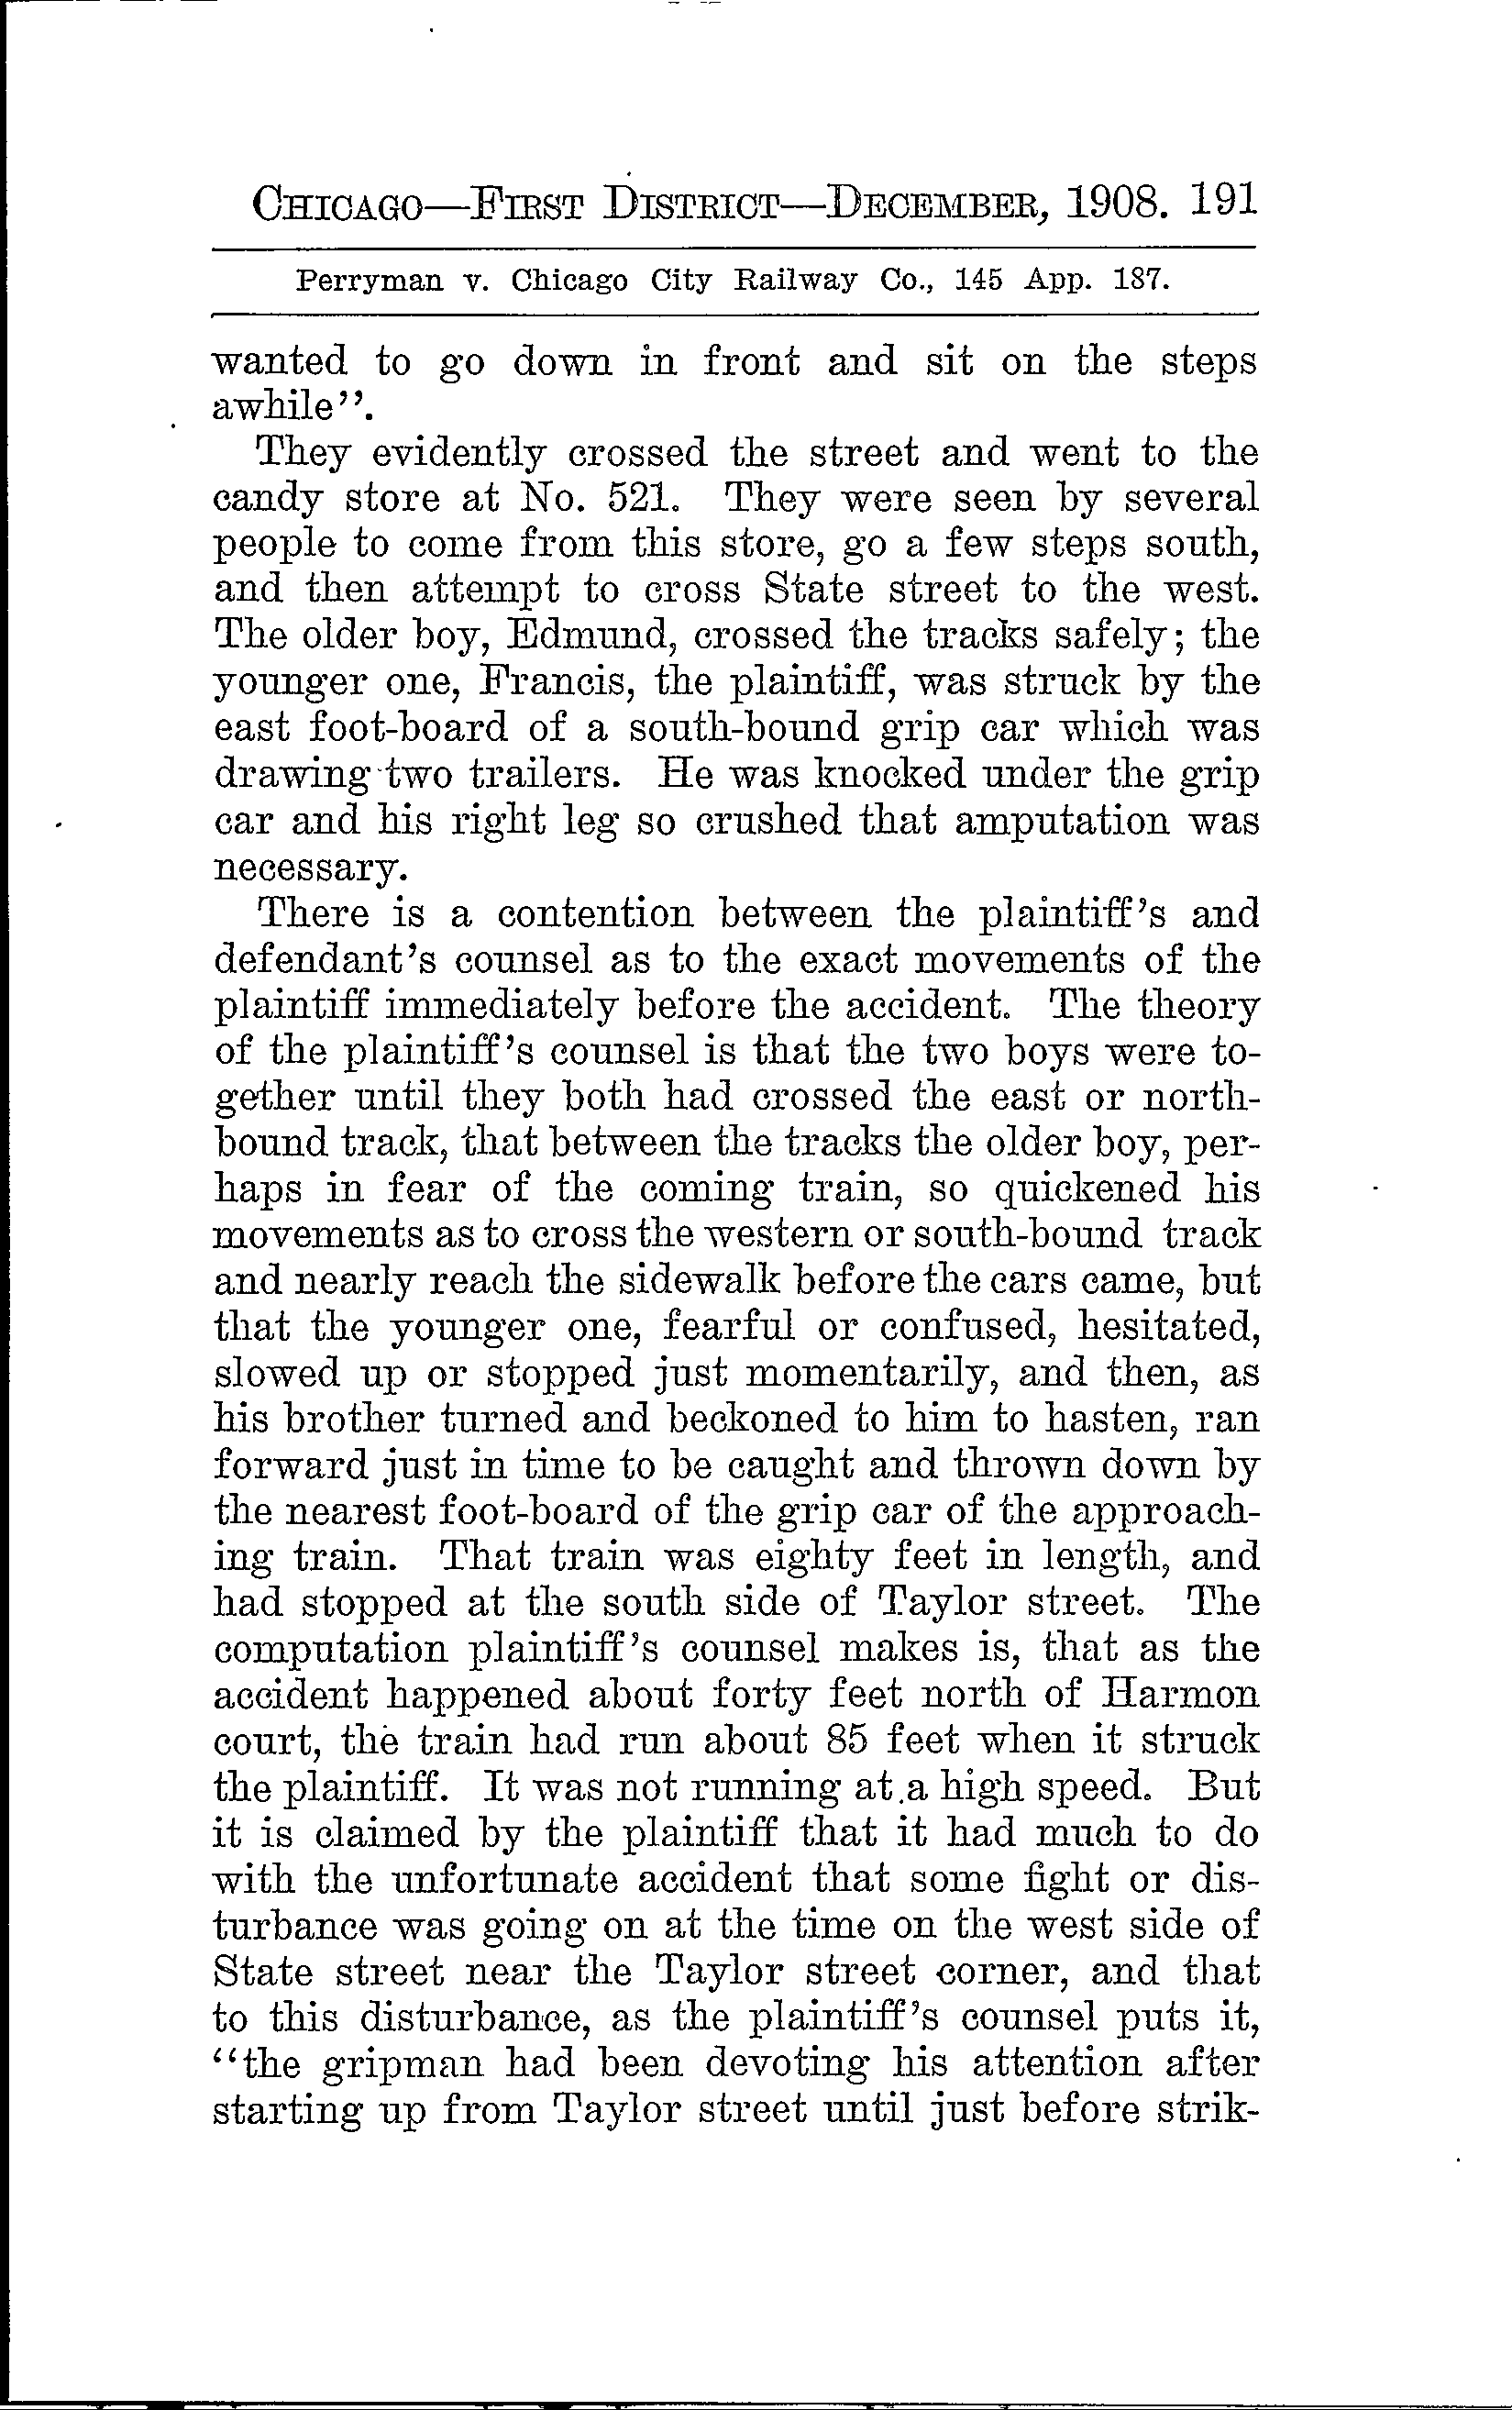 CHICAGO—FIRST DISTRICT—DECEMBER, 1908. 191
Perryman v. Chicago City Railway Co., 145 App. 187.
wanted to go down in front and sit on the steps
awhile''.
They evidently crossed the street and went to the
candy store at No. 521. They were seen by several
people to come from this store, go a few steps south,
and then attempt to cross State street to the west.
The older boy, Edmund, crossed the tracks safely; the
younger one, Francis, the plaintiff, was struck by the
east foot-board of a south-bound grip car which was
drawing two trailers. He was knocked under the grip
car and his right leg so crushed that amputation was
necessary.
There is a contention between the plaintiff's and
defendant's counsel as to the exact movements of the
plaintiff immediately before the accident. The theory
of the plaintiff's counsel is that the two boys were to-
gether until they both had crossed the east or north-
bound track, that between the tracks the older boy, per-
haps in fear of the coming train, so quickened his
movements as to cross the western or south-bound track
and nearly reach the sidewalk before the cars came, but
that the younger one, fearful or confused, hesitated,
slowed up or stopped just momentarily, and then, as
his brother turned and beckoned to him to hasten, ran
forward just in time to be caught and thrown down by
the nearest foot-board of the grip car of the approach-
ing train. That train was eighty feet in length, and
had stopped at the south side of Taylor street. The
computation plaintiff's counsel makes is, that as the
accident happened about forty feet north of Harmon
court, the train had run about 85 feet when it struck
the plaintiff. It was not running at a high speed. But
it is claimed by the plaintiff that it had much to do
with the unfortunate accident that some fight or dis-
turbance was going on at the time on the west side of
State street near the Taylor street corner, and that
to this disturbance, as the plaintiff's counsel puts it,
''the gripman had been devoting his attention after
starting up from Taylor street until just before strik-